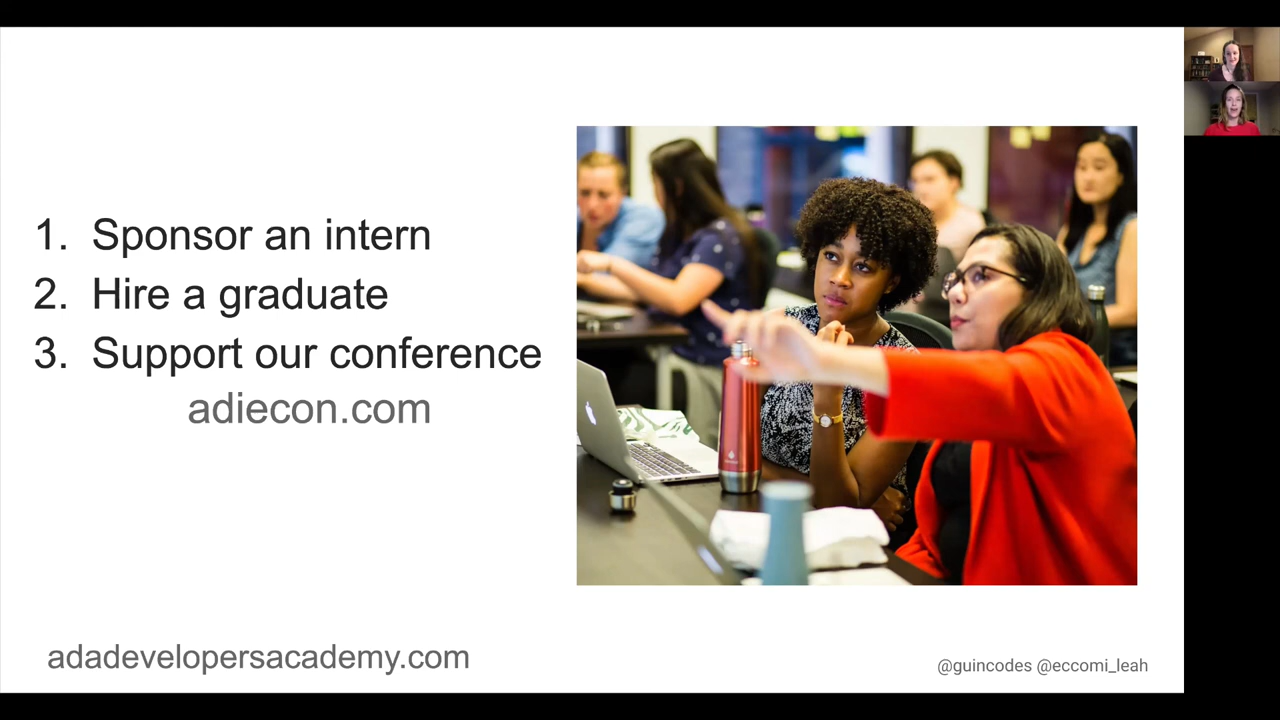 1. Sponsor an intern
2. Hire a graduate
3. Support our conference
adiecon.com
adadevelopersacademy.com
@guincodes @eccomi_leah